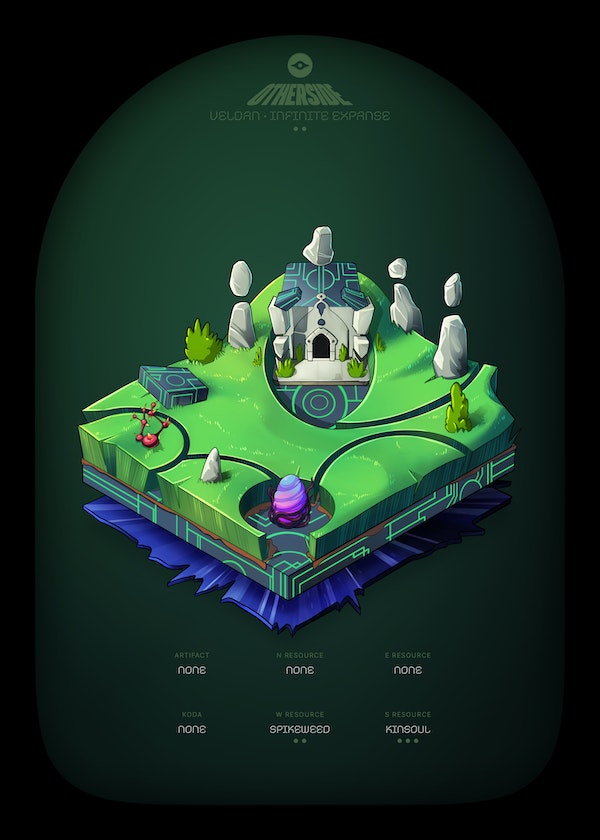 OTHERSIDE
VELDAN · INFINITE EXPANSE
ARTIFACT N RESOURCE E RESOURCE
NONE NONE NONE
KODA W RESOURCE S RESOURCE
NONE SPIKEWEED KINSOUL